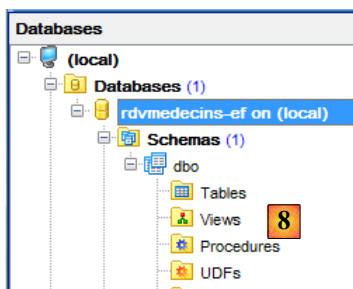 Databases
(local)
Databases (1)
rdvmedecins-ef on (local)
Schemas (1)
dbo
Tables
Views
8
Procedures
UDFs